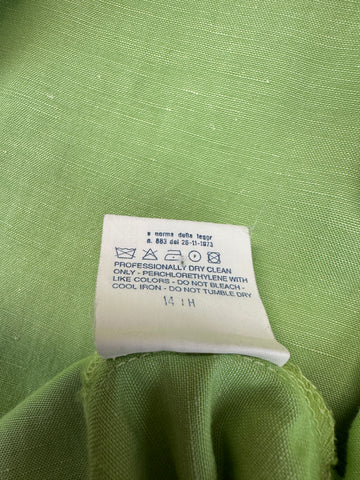 a norma della legge
n. 883 del 26-11-1973
PROFESSIONALLY DRY CLEAN
ONLY - PERCHLORETHYLENE WITH
LIKE COLORS - DO NOT BLEACH -
COOL IRON - DO NOT TUMBLE DRY